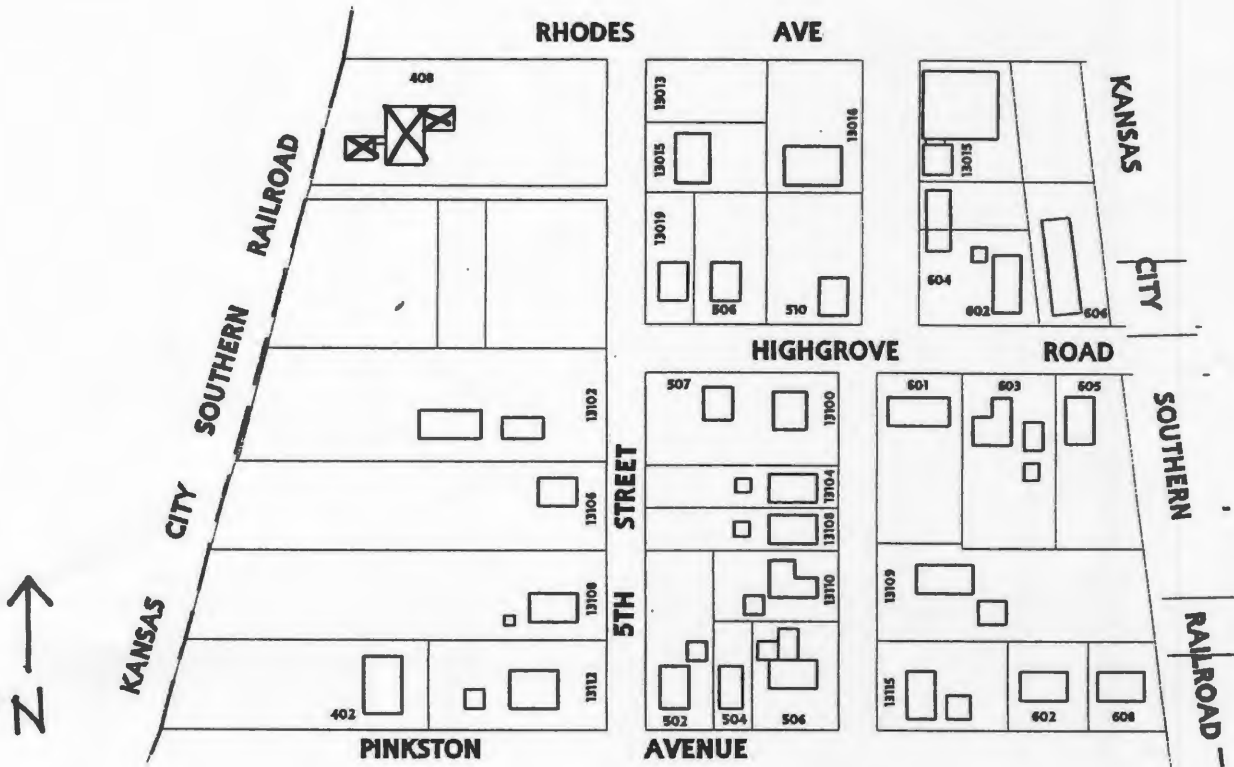 RHODES AVE
408
13013
13015
13016
13015
KANSAS
CITY
SOUTHERN
RAILROAD
13019
506
510
604
602
606
HIGHGROVE ROAD
KANSAS
CITY
SOUTHERN
RAILROAD
13102
13106
13108
13112
402
5TH STREET
507
13100
13104
13108
13110
502
504
506
601
603
605
13109
13115
602
608
PINKSTON AVENUE
Z